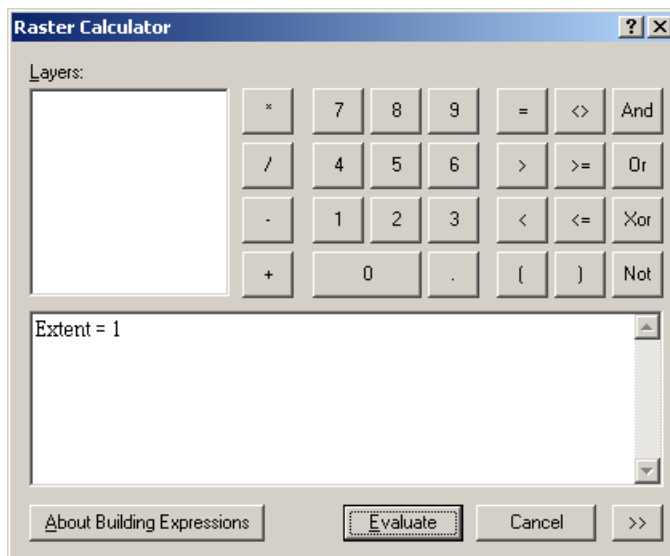 Raster Calculator ? ×
Layers:
* 7 8 9 = <> And
/ 4 5 6 > >= Or
- 1 2 3 < <= Xor
+ 0 . ( ) Not
Extent = 1
About Building Expressions Evaluate Cancel >>